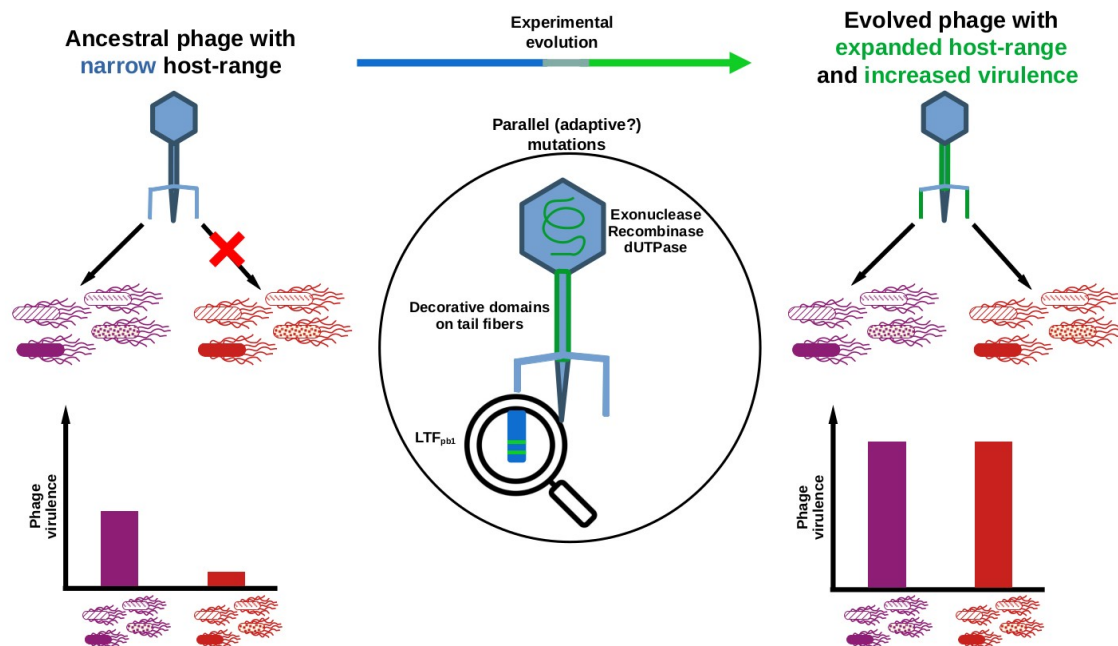 Ancestral phage with
narrow host-range
Experimental
evolution
Evolved phage with
expanded host-range
and increased virulence
Parallel (adaptive?)
mutations
Exonuclease
Recombinase
dUTPase
Decorative domains
on tail fibers
LTFpb1
Phage
virulence
Phage
virulence